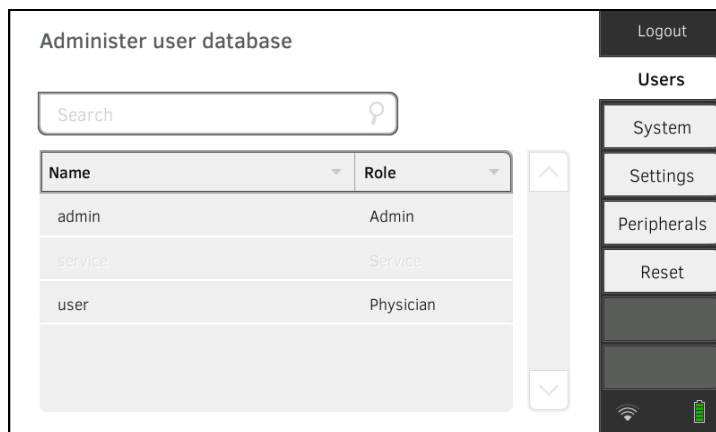 Administer user database
Search
Name Role
admin Admin
service Service
user Physician
Logout
Users
System
Settings
Peripherals
Reset